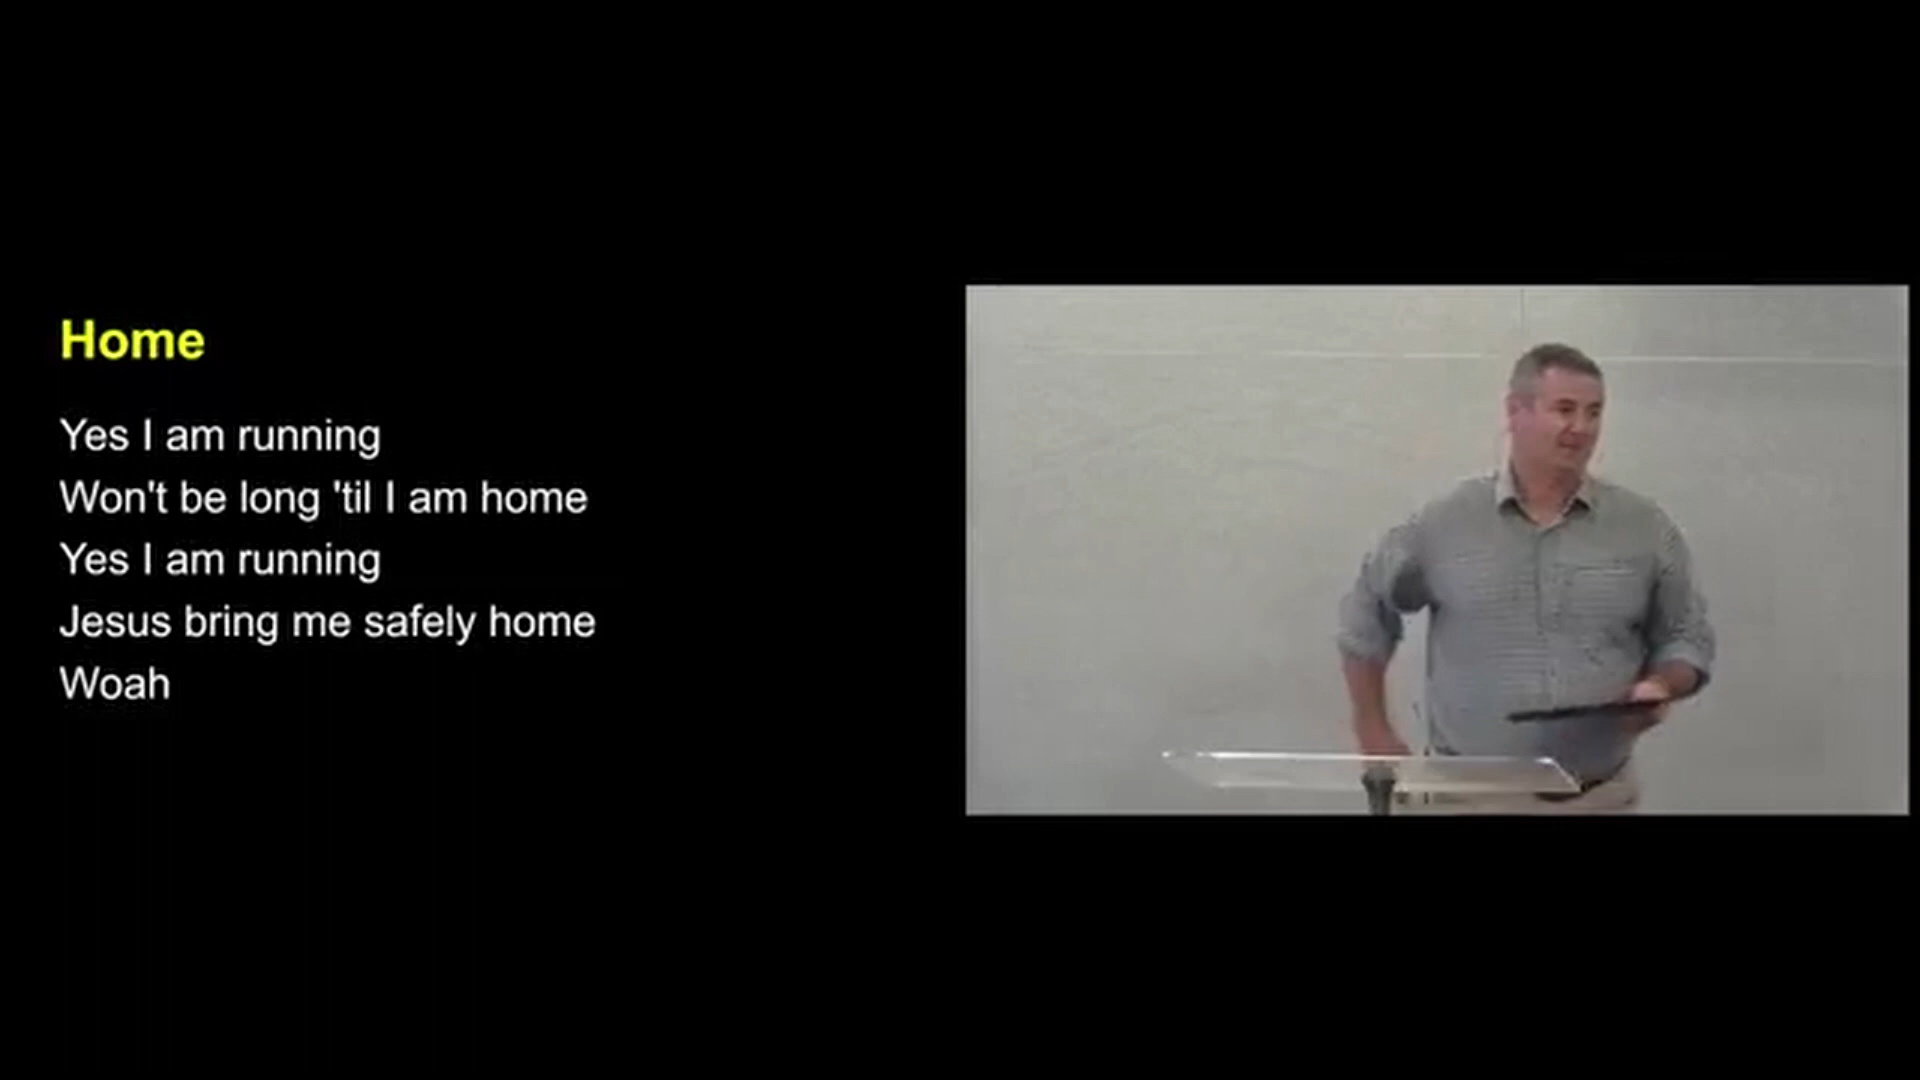 Home
Yes I am running
Won't be long 'til I am home
Yes I am running
Jesus bring me safely home
Woah